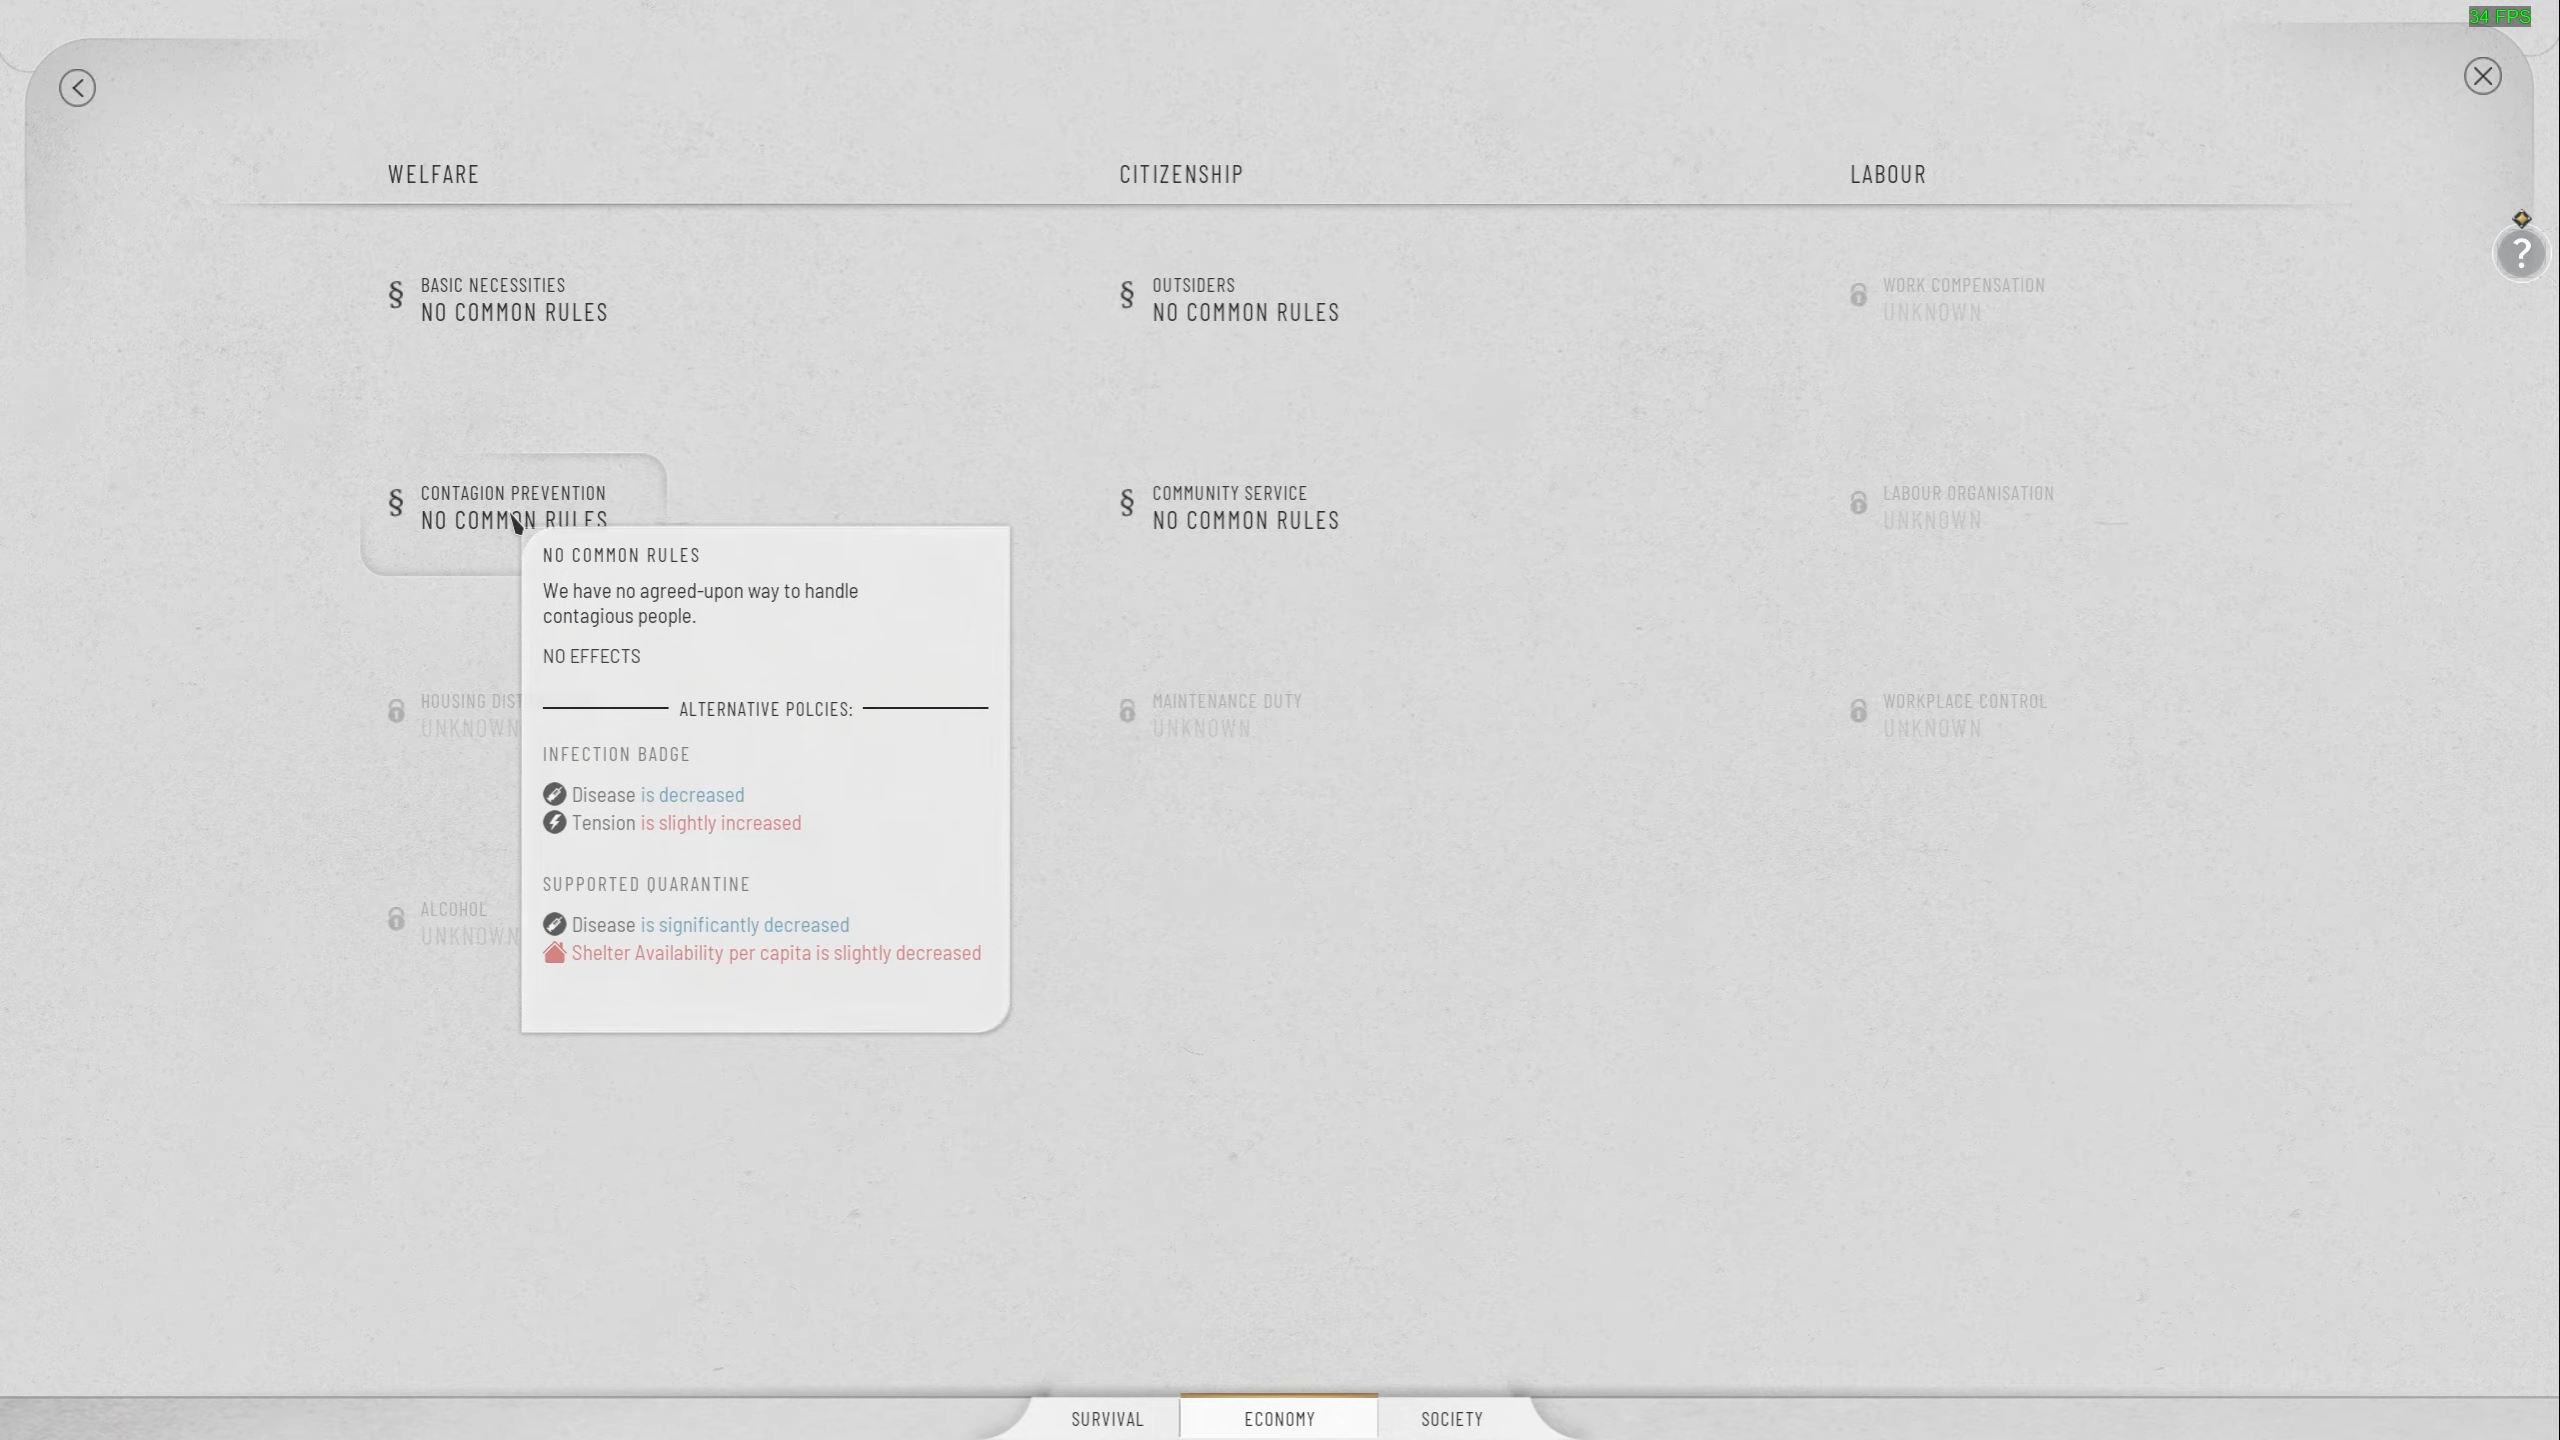 34 FPS
WELFARE
CITIZENSHIP
LABOUR
§ BASIC NECESSITIES
NO COMMON RULES
§ OUTSIDERS
NO COMMON RULES
WORK COMPENSATION
UNKNOWN
?
§ CONTAGION PREVENTION
NO COMMON RULES
§ COMMUNITY SERVICE
NO COMMON RULES
LABOUR ORGANISATION
UNKNOWN
NO COMMON RULES
We have no agreed-upon way to handle
contagious people.
NO EFFECTS
ALTERNATIVE POLCIES:
INFECTION BADGE
Disease is decreased
Tension is slightly increased
SUPPORTED QUARANTINE
Disease is significantly decreased
Shelter Availability per capita is slightly decreased
HOUSING DIST
UNKNOWN
MAINTENANCE DUTY
UNKNOWN
WORKPLACE CONTROL
UNKNOWN
ALCOHOL
UNKNOWN
SURVIVAL
ECONOMY
SOCIETY